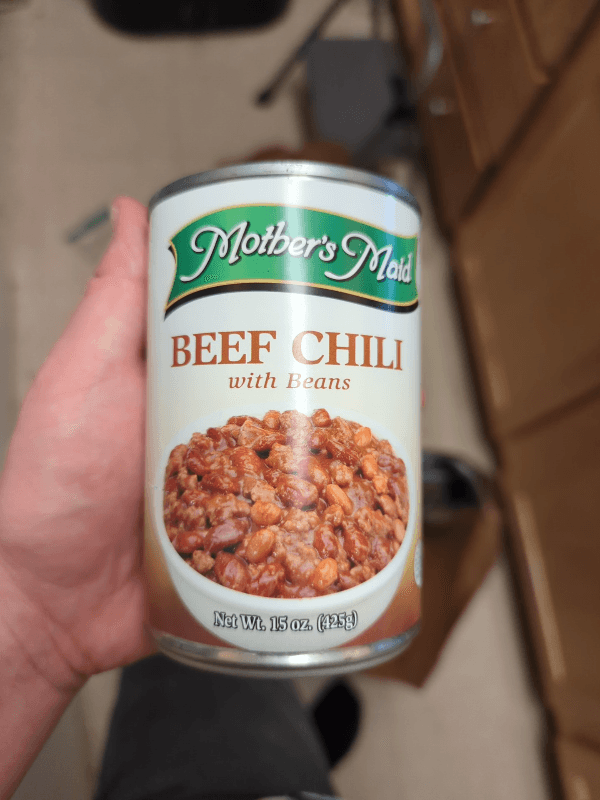 Mother's Maid
BEEF CHILI
with Beans
Net Wt. 15 oz. (425g)